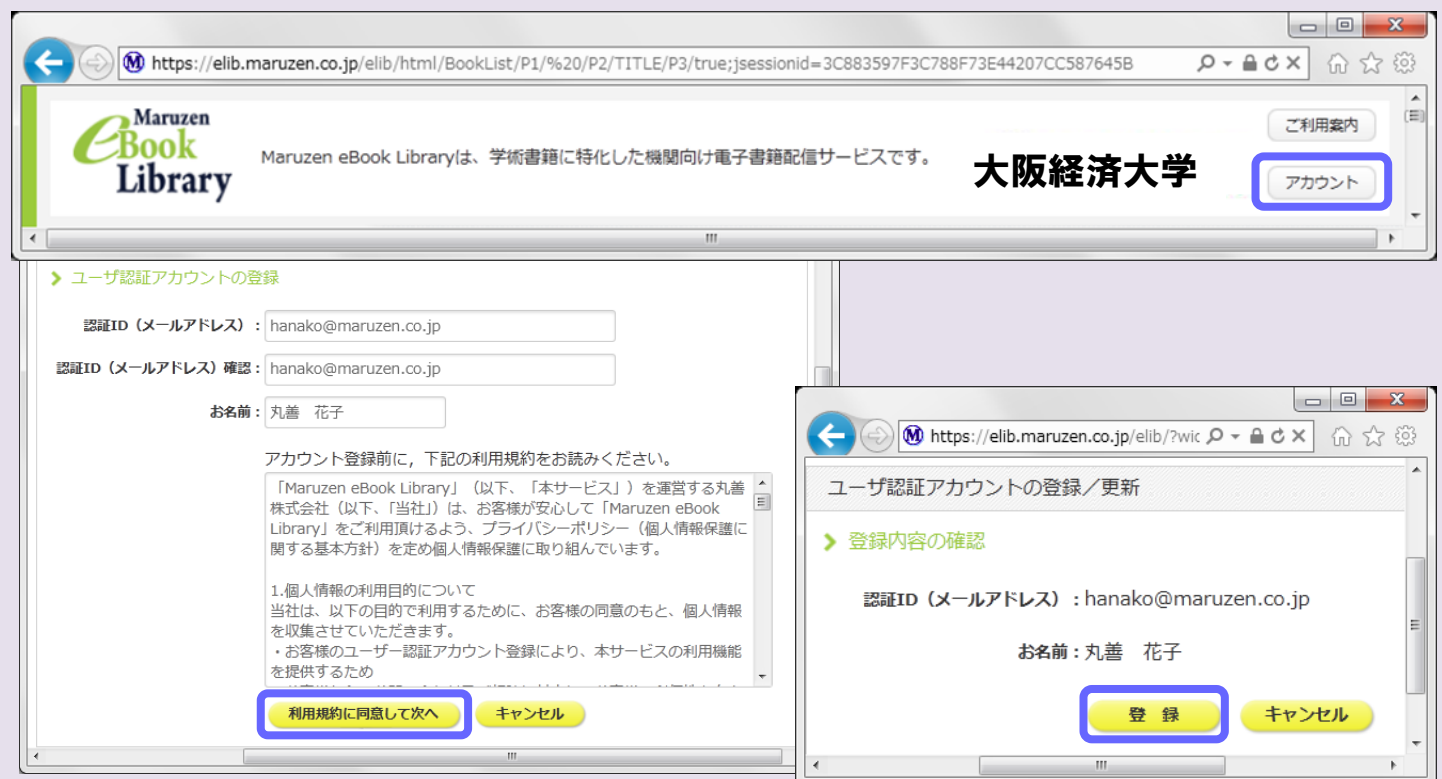 https://elib.maruzen.co.jp/elib/html/BookList/P1/%20/P2/TITLE/P3/true;jsessionid=3C883597F3C788F73E44207CC587645B
Maruzen
eBook
Library
Maruzen eBook Libraryは、学術書籍に特化した機関向け電子書籍配信サービスです。
大阪経済大学
ご利用案内
アカウント
ユーザ認証アカウントの登録
認証ID（メールアドレス）：hanako@maruzen.co.jp
認証ID（メールアドレス）確認：hanako@maruzen.co.jp
お名前：丸善　花子
アカウント登録前に，下記の利用規約をお読みください。
「Maruzen eBook Library」（以下、「本サービス」）を運営する丸善
株式会社（以下、「当社」）は、お客様が安心して「Maruzen eBook
Library」をご利用頂けるよう、プライバシーポリシー（個人情報保護に
関する基本方針）を定め個人情報保護に取り組んでいます。
1.個人情報の利用目的について
当社は、以下の目的で利用するために、お客様の同意のもと、個人情報
を収集させていただきます。
・お客様のユーザー認証アカウント登録により、本サービスの利用機能
を提供するため
利用規約に同意して次へ
キャンセル
https://elib.maruzen.co.jp/elib/?wic
ユーザ認証アカウントの登録／更新
登録内容の確認
認証ID（メールアドレス）：hanako@maruzen.co.jp
お名前：丸善　花子
登　録
キャンセル